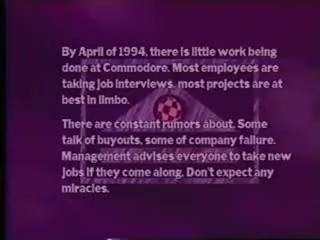 By April of 1994, there is little work being
done at Commodore. Most employees are
taking job interviews, most projects are at
best in limbo.
There are constant rumors about. Some
talk of buyouts, some of company failure.
Management advises everyone to take new
jobs if they come along. Don't expect any
miracles.